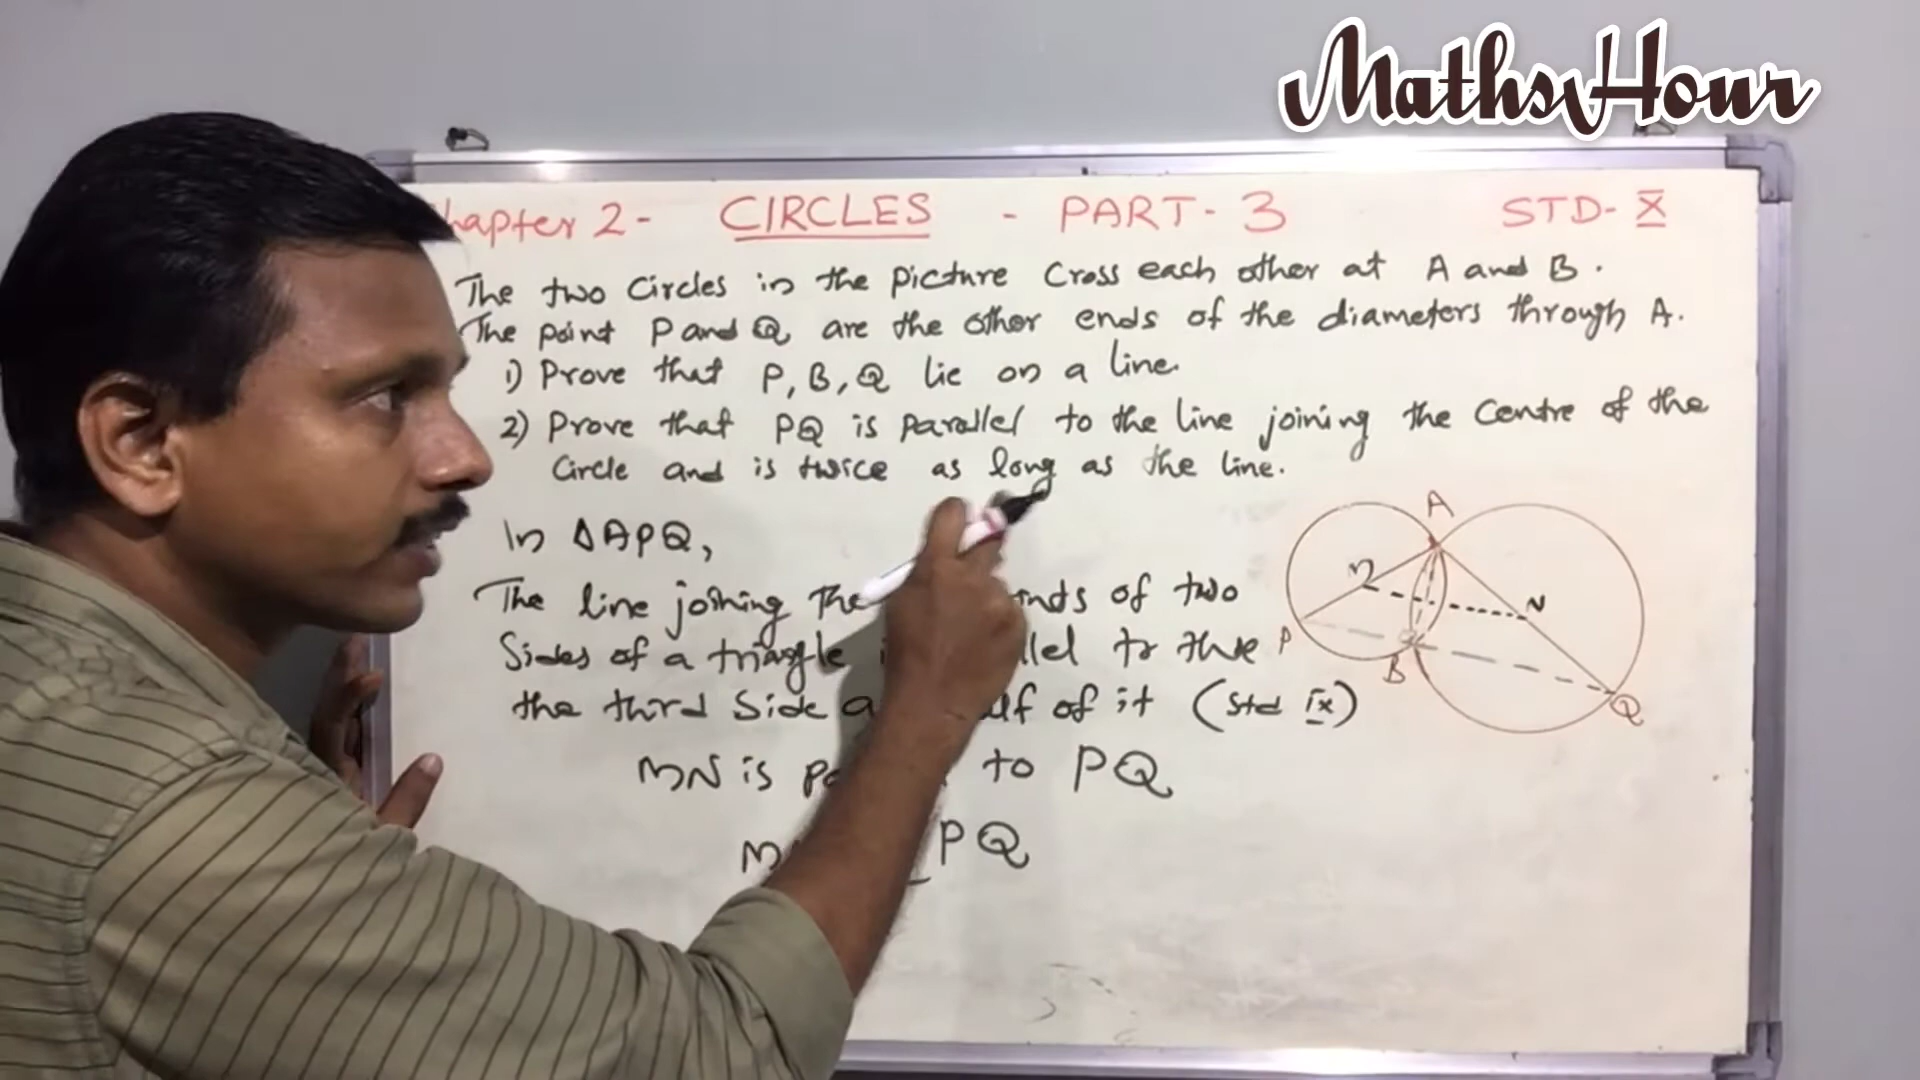 Maths Hour
Chapter 2 - CIRCLES - PART - 3 STD - X
The two Circles in the Picture Cross each other at A and B.
The point P and Q are the other ends of the diameters through A.
1) Prove that P, B, Q lie on a line.
2) Prove that PQ is parallel to the line joining the Centre of the
Circle and is twice as long as the line.
In ΔAPQ,
The line joining the of two
Sides of a triangle to the
the third Side of it (Std IX)
MN is to PQ
PQ
A
M
N
P
B
Q